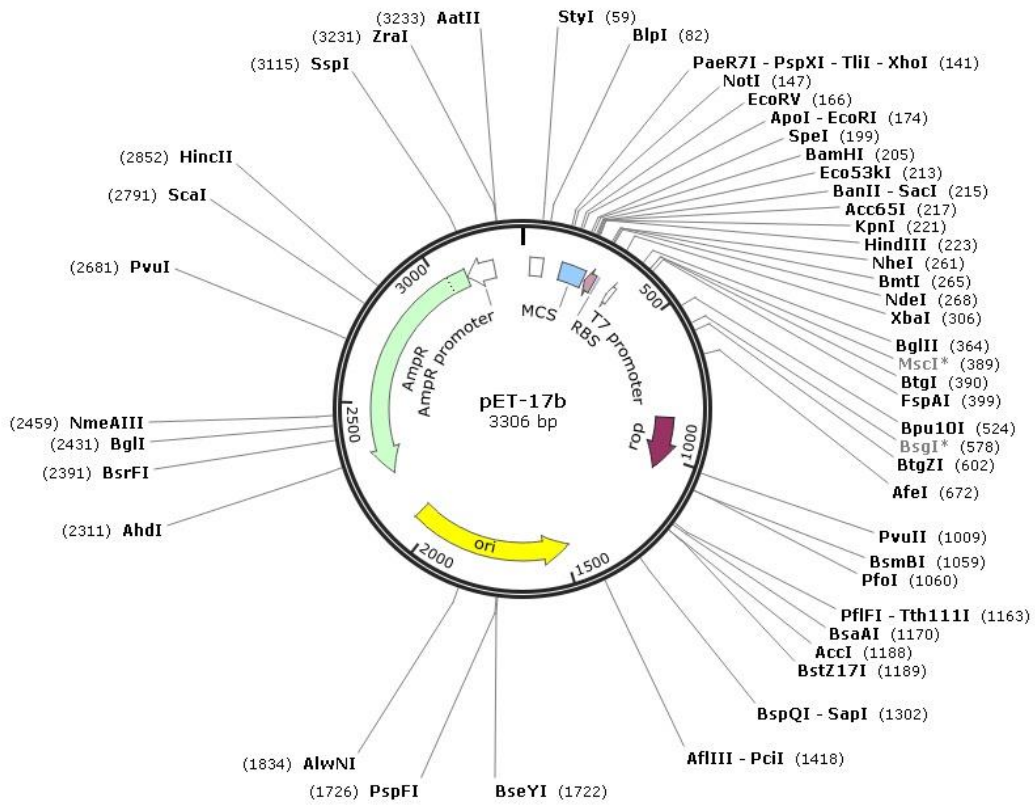 (3233) AatII
(3231) ZraI
(3115) SspI
(2852) HincII
(2791) ScaI
(2681) PvuI
(2459) NmeAIII
(2431) BglI
(2391) BsrFI
(2311) AhdI
(1834) AlwNI
(1726) PspFI
BseYI (1722)
StyI (59)
BlpI (82)
PaeR7I - PspXI - TliI - XhoI (141)
NotI (147)
EcoRV (166)
ApoI - EcoRI (174)
SpeI (199)
BamHI (205)
Eco53kI (213)
BanII - SacI (215)
Acc65I (217)
KpnI (221)
HindIII (223)
NheI (261)
BmtI (265)
NdeI (268)
XbaI (306)
BglII (364)
MscI* (389)
BtgI (390)
FspAI (399)
Bpu10I (524)
BsgI* (578)
BtgZI (602)
AfeI (672)
PvuII (1009)
BsmBI (1059)
PfoI (1060)
PflFI - Tth111I (1163)
BsaAI (1170)
AccI (1188)
BstZ17I (1189)
BspQI - SapI (1302)
AflIII - PciI (1418)
500
1000
1500
2000
2500
3000
MCS
RBS
T7 promoter
rop
ori
AmpR
AmpR promoter
pET-17b
3306 bp